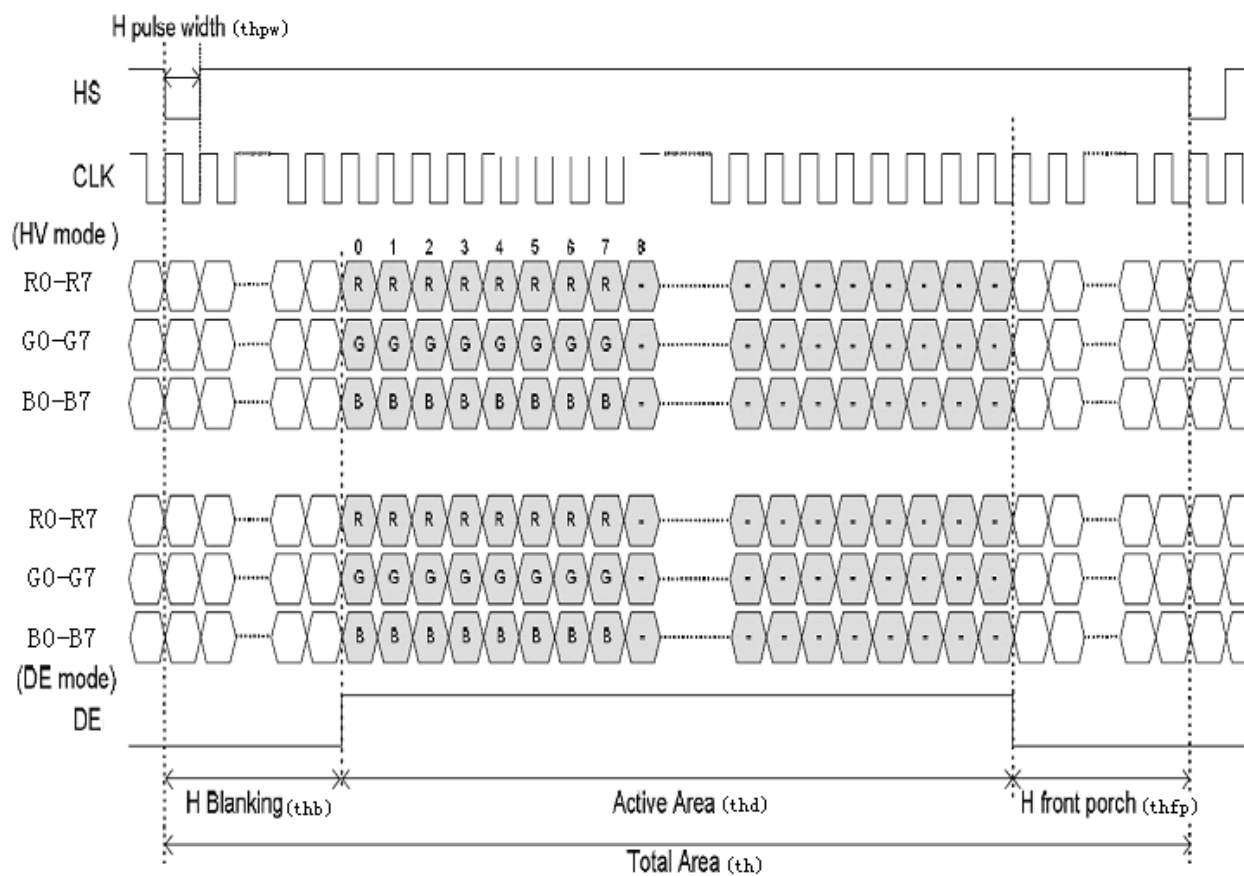 H pulse width (thpw)
HS
CLK
(HV mode )
0 1 2 3 4 5 6 7 8
R0-R7 R R R R R R R R - - - - - - - - -
G0-G7 G G G G G G G G - - - - - - - - -
B0-B7 B B B B B B B B - - - - - - - - -
R0-R7 R R R R R R R R - - - - - - - - -
G0-G7 G G G G G G G G - - - - - - - - -
B0-B7 B B B B B B B B - - - - - - - - -
(DE mode)
DE
H Blanking (thb) Active Area (thd) H front porch (thfp)
Total Area (th)